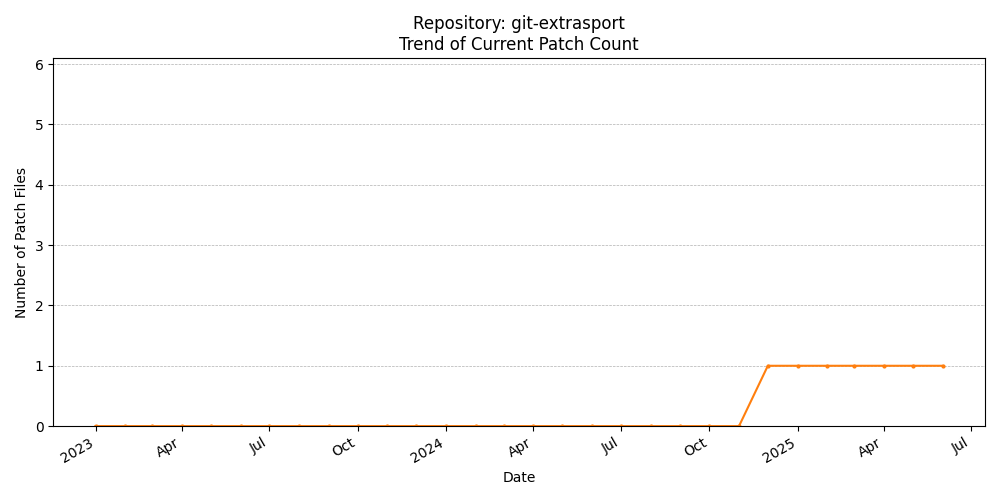 Repository: git-extrasport
Trend of Current Patch Count
Number of Patch Files
6
5
4
3
2
1
0
2023 Apr Jul Oct 2024 Apr Jul Oct 2025 Apr Jul
Date